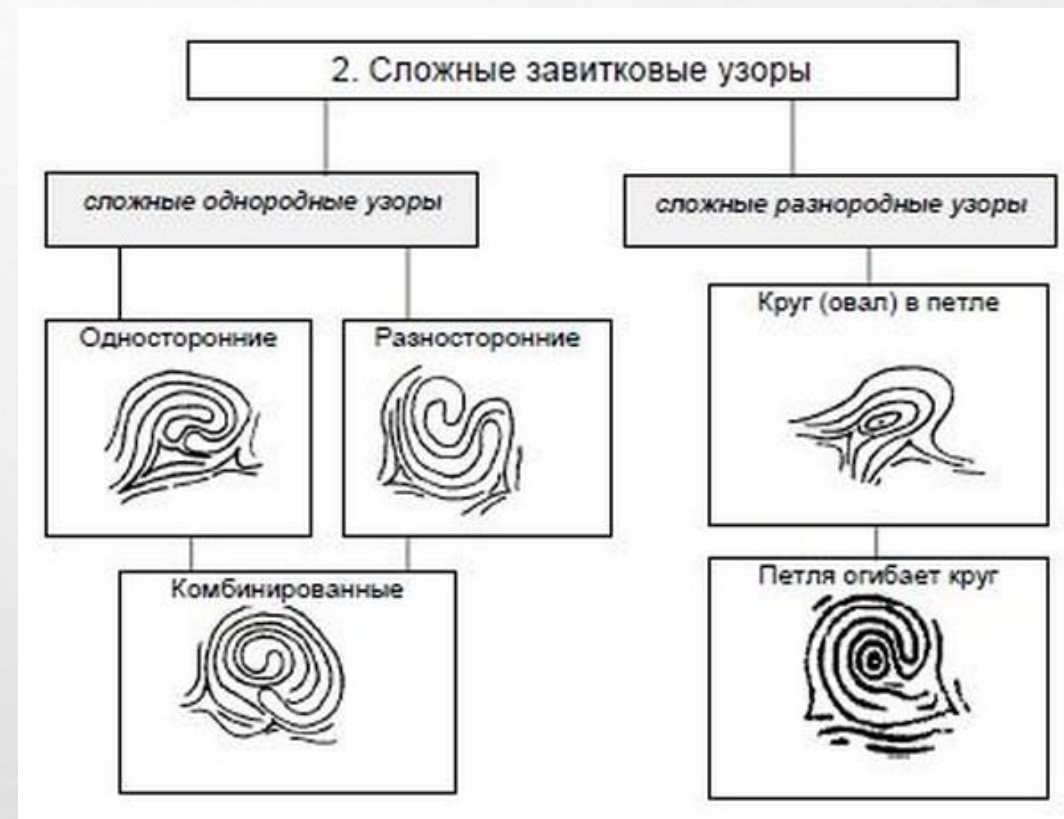 2. Сложные завитковые узоры
сложные однородные узоры
сложные разнородные узоры
Односторонние
Разносторонние
Круг (овал) в петле
Комбинированные
Петля огибает круг